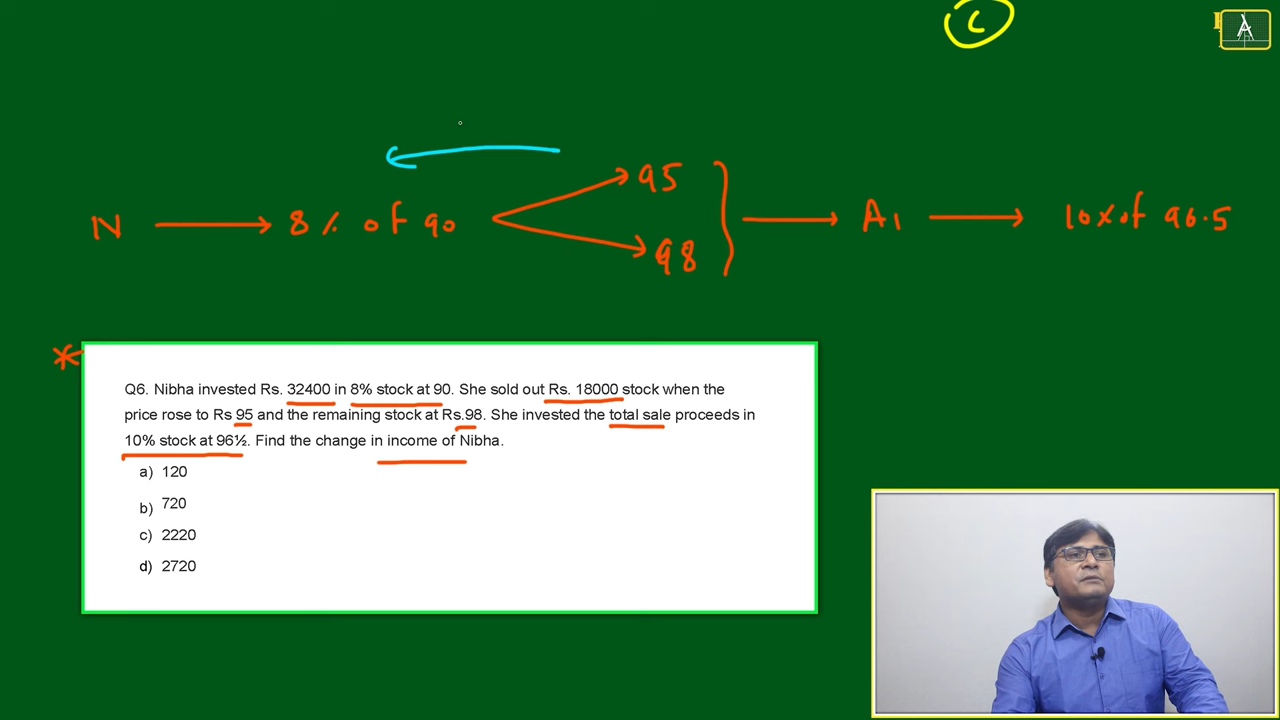 C
A
N → 8% of 90
95
98
A1 → 10% of 96.5
*
Q6. Nibha invested Rs. 32400 in 8% stock at 90. She sold out Rs. 18000 stock when the
price rose to Rs 95 and the remaining stock at Rs.98. She invested the total sale proceeds in
10% stock at 96½. Find the change in income of Nibha.
a) 120
b) 720
c) 2220
d) 2720